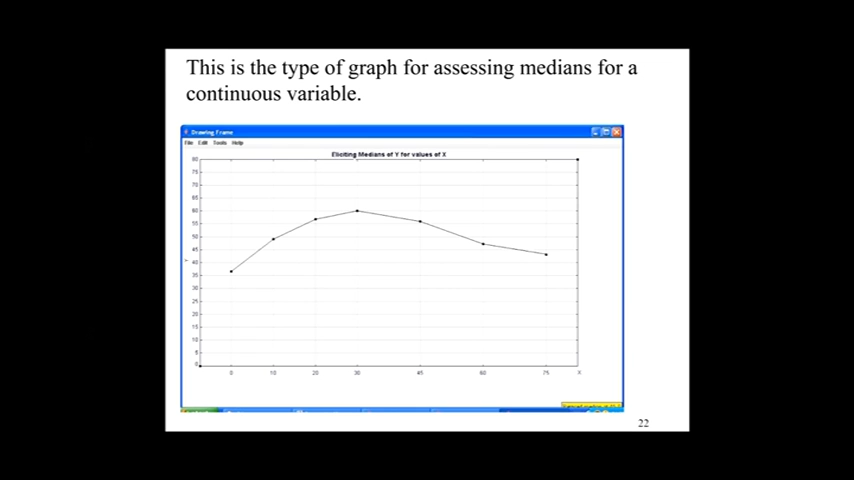 This is the type of graph for assessing medians for a
continuous variable.
Drawing Frame
File Edit Tools Help
Eliciting Medians of Y for values of X
80
75
70
65
60
55
50
45
Y
40
35
30
25
20
15
10
5
0
0 10 20 30 45 60 75 X
22